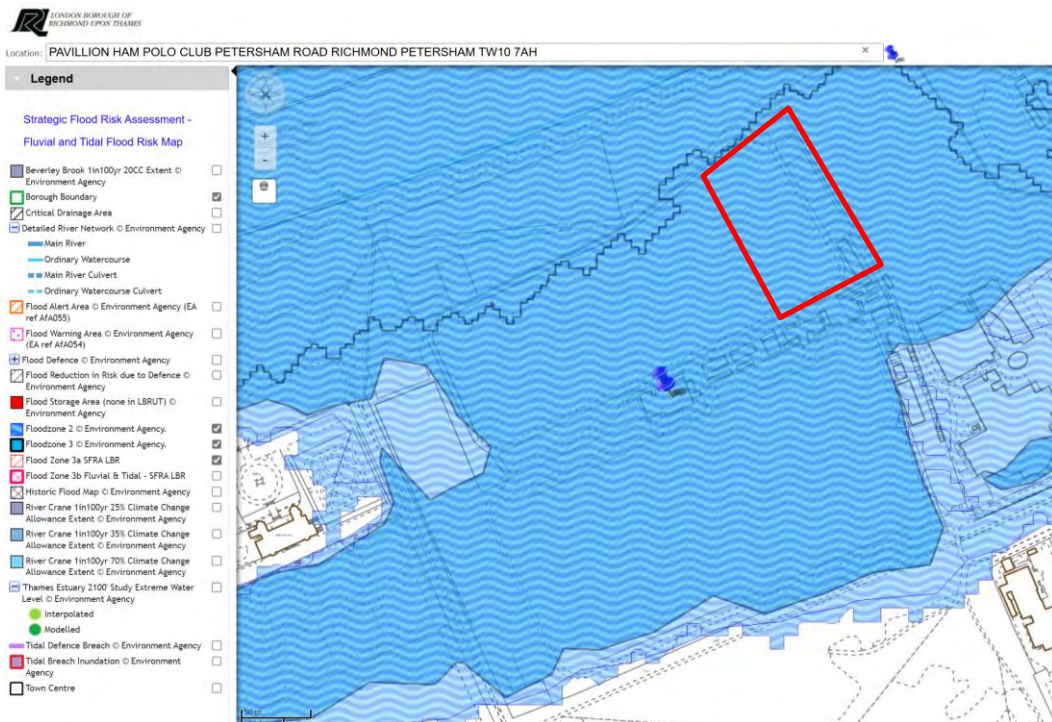 LONDON BOROUGH OF
RICHMOND UPON THAMES
Location: PAVILLION HAM POLO CLUB PETERSHAM ROAD RICHMOND PETERSHAM TW10 7AH
Legend
Strategic Flood Risk Assessment -
Fluvial and Tidal Flood Risk Map
Beverley Brook 1in100yr 20CC Extent ©
Environment Agency
Borough Boundary
Critical Drainage Area
Detailed River Network © Environment Agency
Main River
Ordinary Watercourse
Main River Culvert
Ordinary Watercourse Culvert
Flood Alert Area © Environment Agency (EA
ref AfA055)
Flood Warning Area © Environment Agency
(EA ref AfA054)
Flood Defence © Environment Agency
Flood Reduction in Risk due to Defence ©
Environment Agency
Flood Storage Area (none in LBRUT) ©
Environment Agency
Floodzone 2 © Environment Agency.
Floodzone 3 © Environment Agency.
Flood Zone 3a SFRA LBR
Flood Zone 3b Fluvial & Tidal - SFRA LBR
Historic Flood Map © Environment Agency
River Crane 1in100yr 25% Climate Change
Allowance Extent © Environment Agency
River Crane 1in100yr 35% Climate Change
Allowance Extent © Environment Agency
River Crane 1in100yr 70% Climate Change
Allowance Extent © Environment Agency
'Thames Estuary 2100' Study Extreme Water
Level © Environment Agency
Interpolated
Modelled
Tidal Defence Breach © Environment Agency
Tidal Breach Inundation © Environment
Agency
Town Centre
50 m